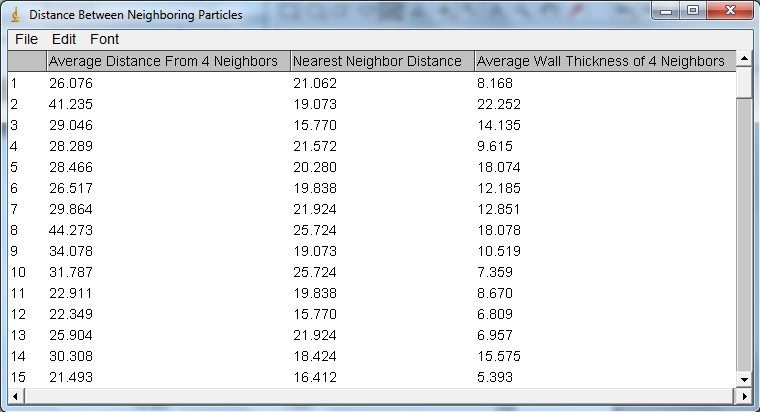 Distance Between Neighboring Particles
File Edit Font
Average Distance From 4 Neighbors Nearest Neighbor Distance Average Wall Thickness of 4 Neighbors
1 26.076 21.062 8.168
2 41.235 19.073 22.252
3 29.046 15.770 14.135
4 28.289 21.572 9.615
5 28.466 20.280 18.074
6 26.517 19.838 12.185
7 29.864 21.924 12.851
8 44.273 25.724 18.078
9 34.078 19.073 10.519
10 31.787 25.724 7.359
11 22.911 19.838 8.670
12 22.349 15.770 6.809
13 25.904 21.924 6.957
14 30.308 18.424 15.575
15 21.493 16.412 5.393